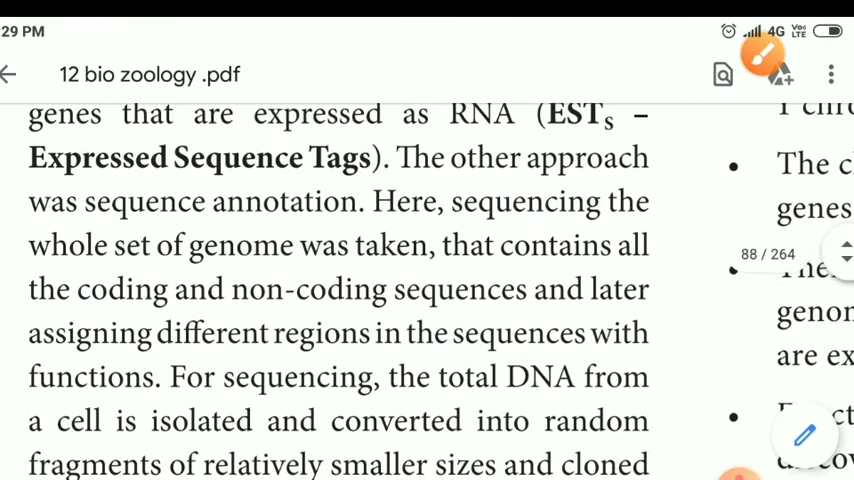 :29 PM
4G
Vo)
LTE
12 bio zoology .pdf
genes that are expressed as RNA (ESTs –
Expressed Sequence Tags). The other approach
was sequence annotation. Here, sequencing the
whole set of genome was taken, that contains all
the coding and non-coding sequences and later
assigning different regions in the sequences with
functions. For sequencing, the total DNA from
a cell is isolated and converted into random
fragments of relatively smaller sizes and cloned
• The c
genes
88 / 264
genom
are ex
•